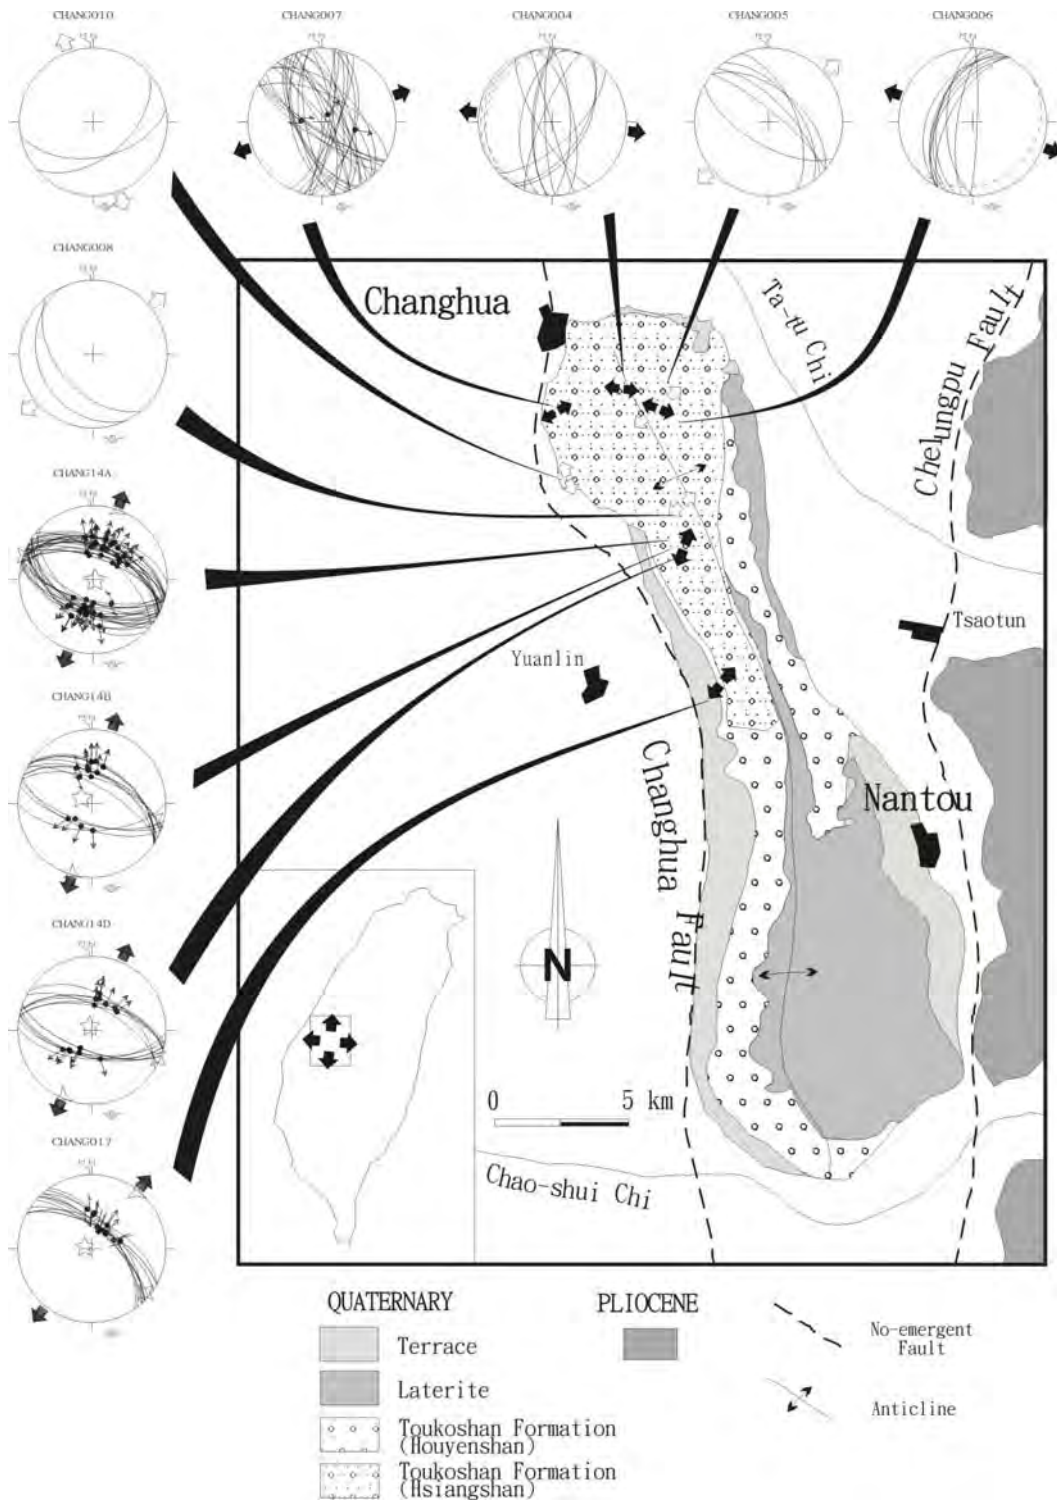 CHANG010
CHANG007
CHANG004
CHANG005
CHANG006
CHANG008
CHANG14A
CHANG14B
CHANG14D
CHANG017
Changhua
Ta-tu Chi
Chelungpu Fault
Tsaotun
Yuanlin
Changhua Fault
Nantou
N
0 5 km
Chao-shui Chi
QUATERNARY
PLIOCENE
Terrace
Laterite
Toukoshan Formation
(Houyenshan)
Toukoshan Formation
(Hsiangshan)
No-emergent
Fault
Anticline